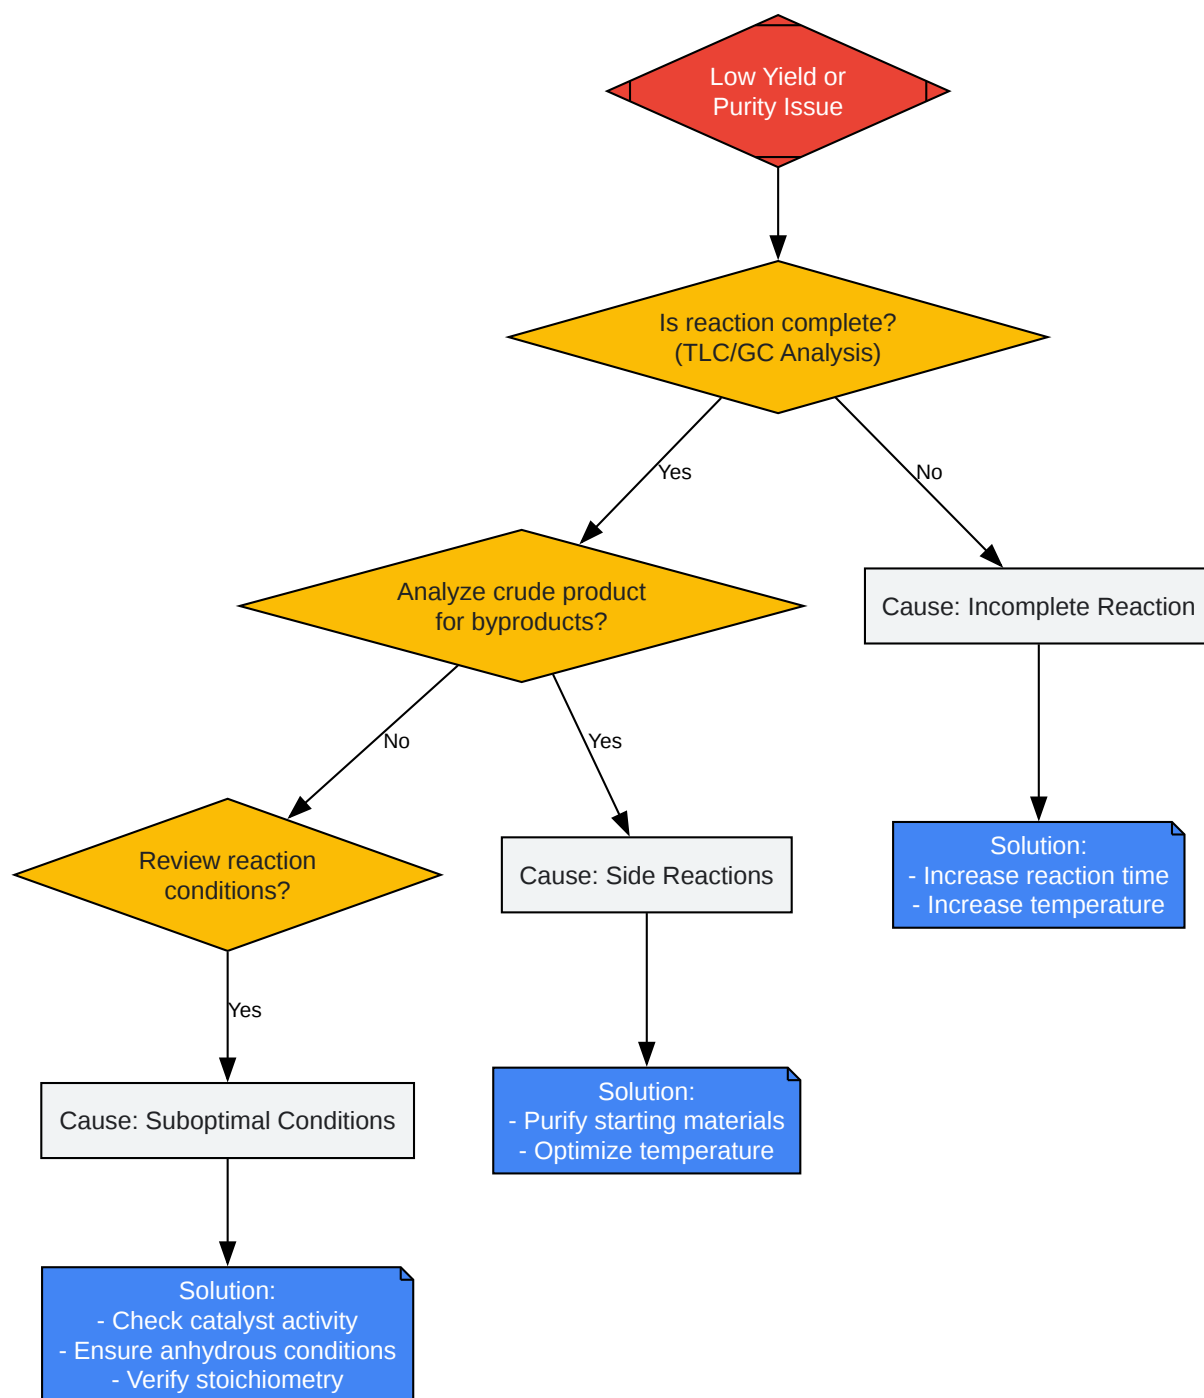 Low Yield or
Purity Issue
Is reaction complete?
(TLC/GC Analysis)
Yes
No
Analyze crude product
for byproducts?
Cause: Incomplete Reaction
No
Yes
Review reaction
conditions?
Cause: Side Reactions
Solution:
- Increase reaction time
- Increase temperature
Yes
Cause: Suboptimal Conditions
Solution:
- Purify starting materials
- Optimize temperature
Solution:
- Check catalyst activity
- Ensure anhydrous conditions
- Verify stoichiometry